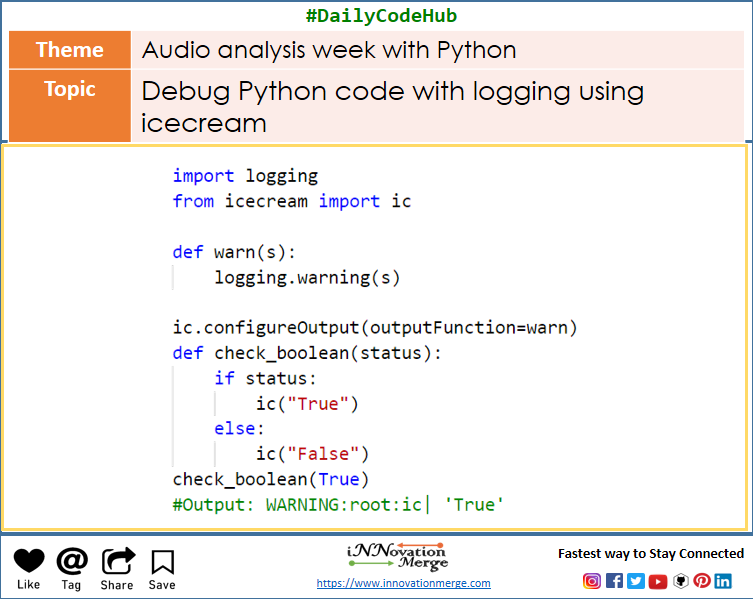 #DailyCodeHub
Theme
Audio analysis week with Python
Topic
Debug Python code with logging using
icecream
import logging
from icecream import ic
def warn(s):
    logging.warning(s)
ic.configureOutput(outputFunction=warn)
def check_boolean(status):
    if status:
        ic("True")
    else:
        ic("False")
check_boolean(True)
#Output: WARNING:root:ic| 'True'
Like
Tag
Share
Save
iNNovation
Merge
https://www.innovationmerge.com
Fastest way to Stay Connected